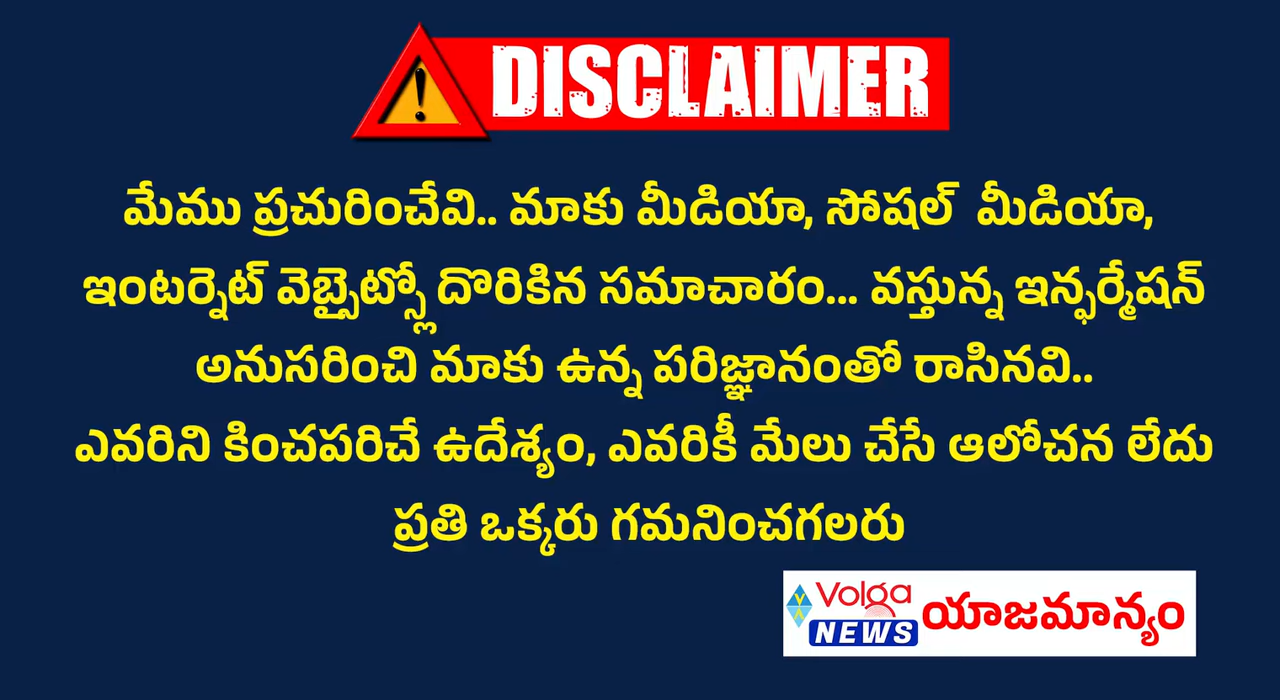 DISCLAIMER
మేము ప్రచురించేవి.. మాకు మీడియా, సోషల్ మీడియా,
ఇంటర్నెట్ వెబ్సైట్స్లో దొరికిన సమాచారం... వస్తున్న ఇన్ఫర్మేషన్
అనుసరించి మాకు ఉన్న పరిజ్ఞానంతో రాసినవి..
ఎవరిని కించపరిచే ఉదేశ్యం, ఎవరికీ మేలు చేసే ఆలోచన లేదు
ప్రతి ఒక్కరు గమనించగలరు
Volga
NEWS యాజమాన్యం